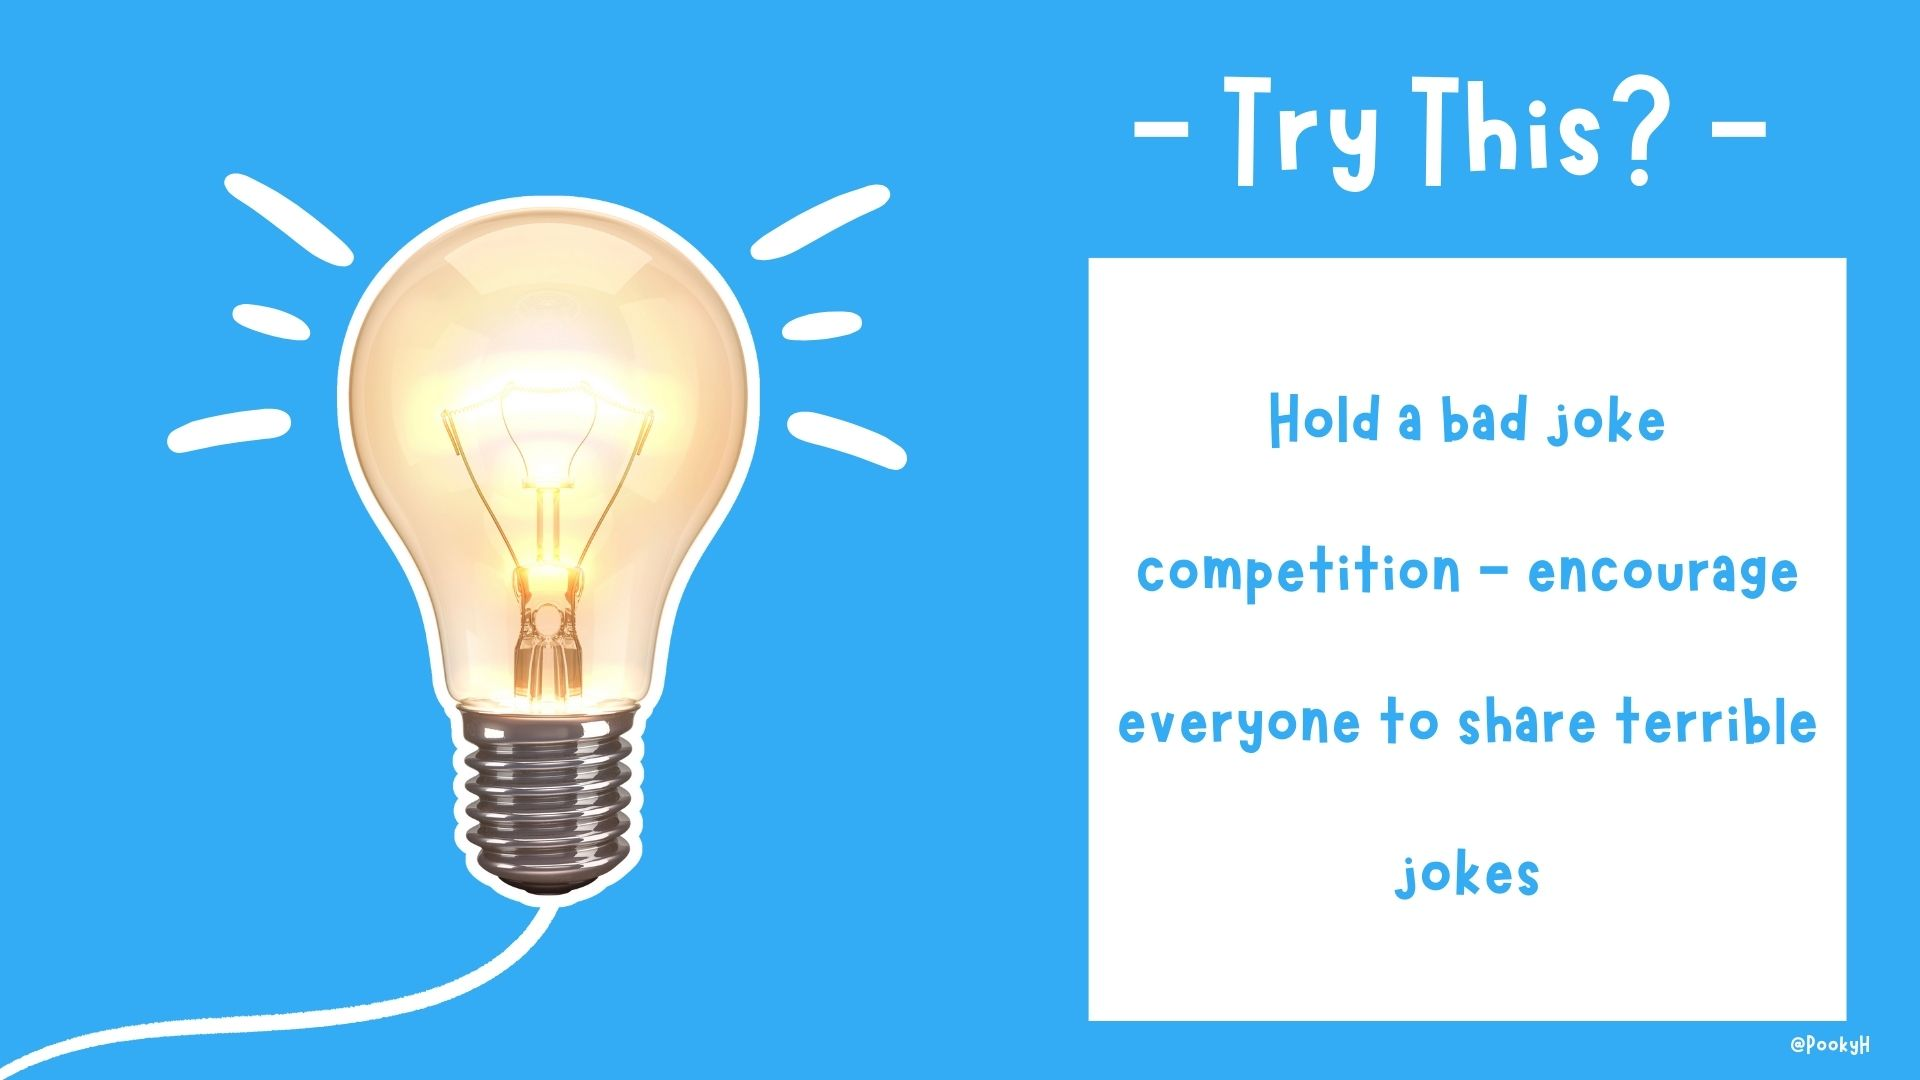 - Try This? -
Hold a bad joke
competition - encourage
everyone to share terrible
jokes
@PookyH